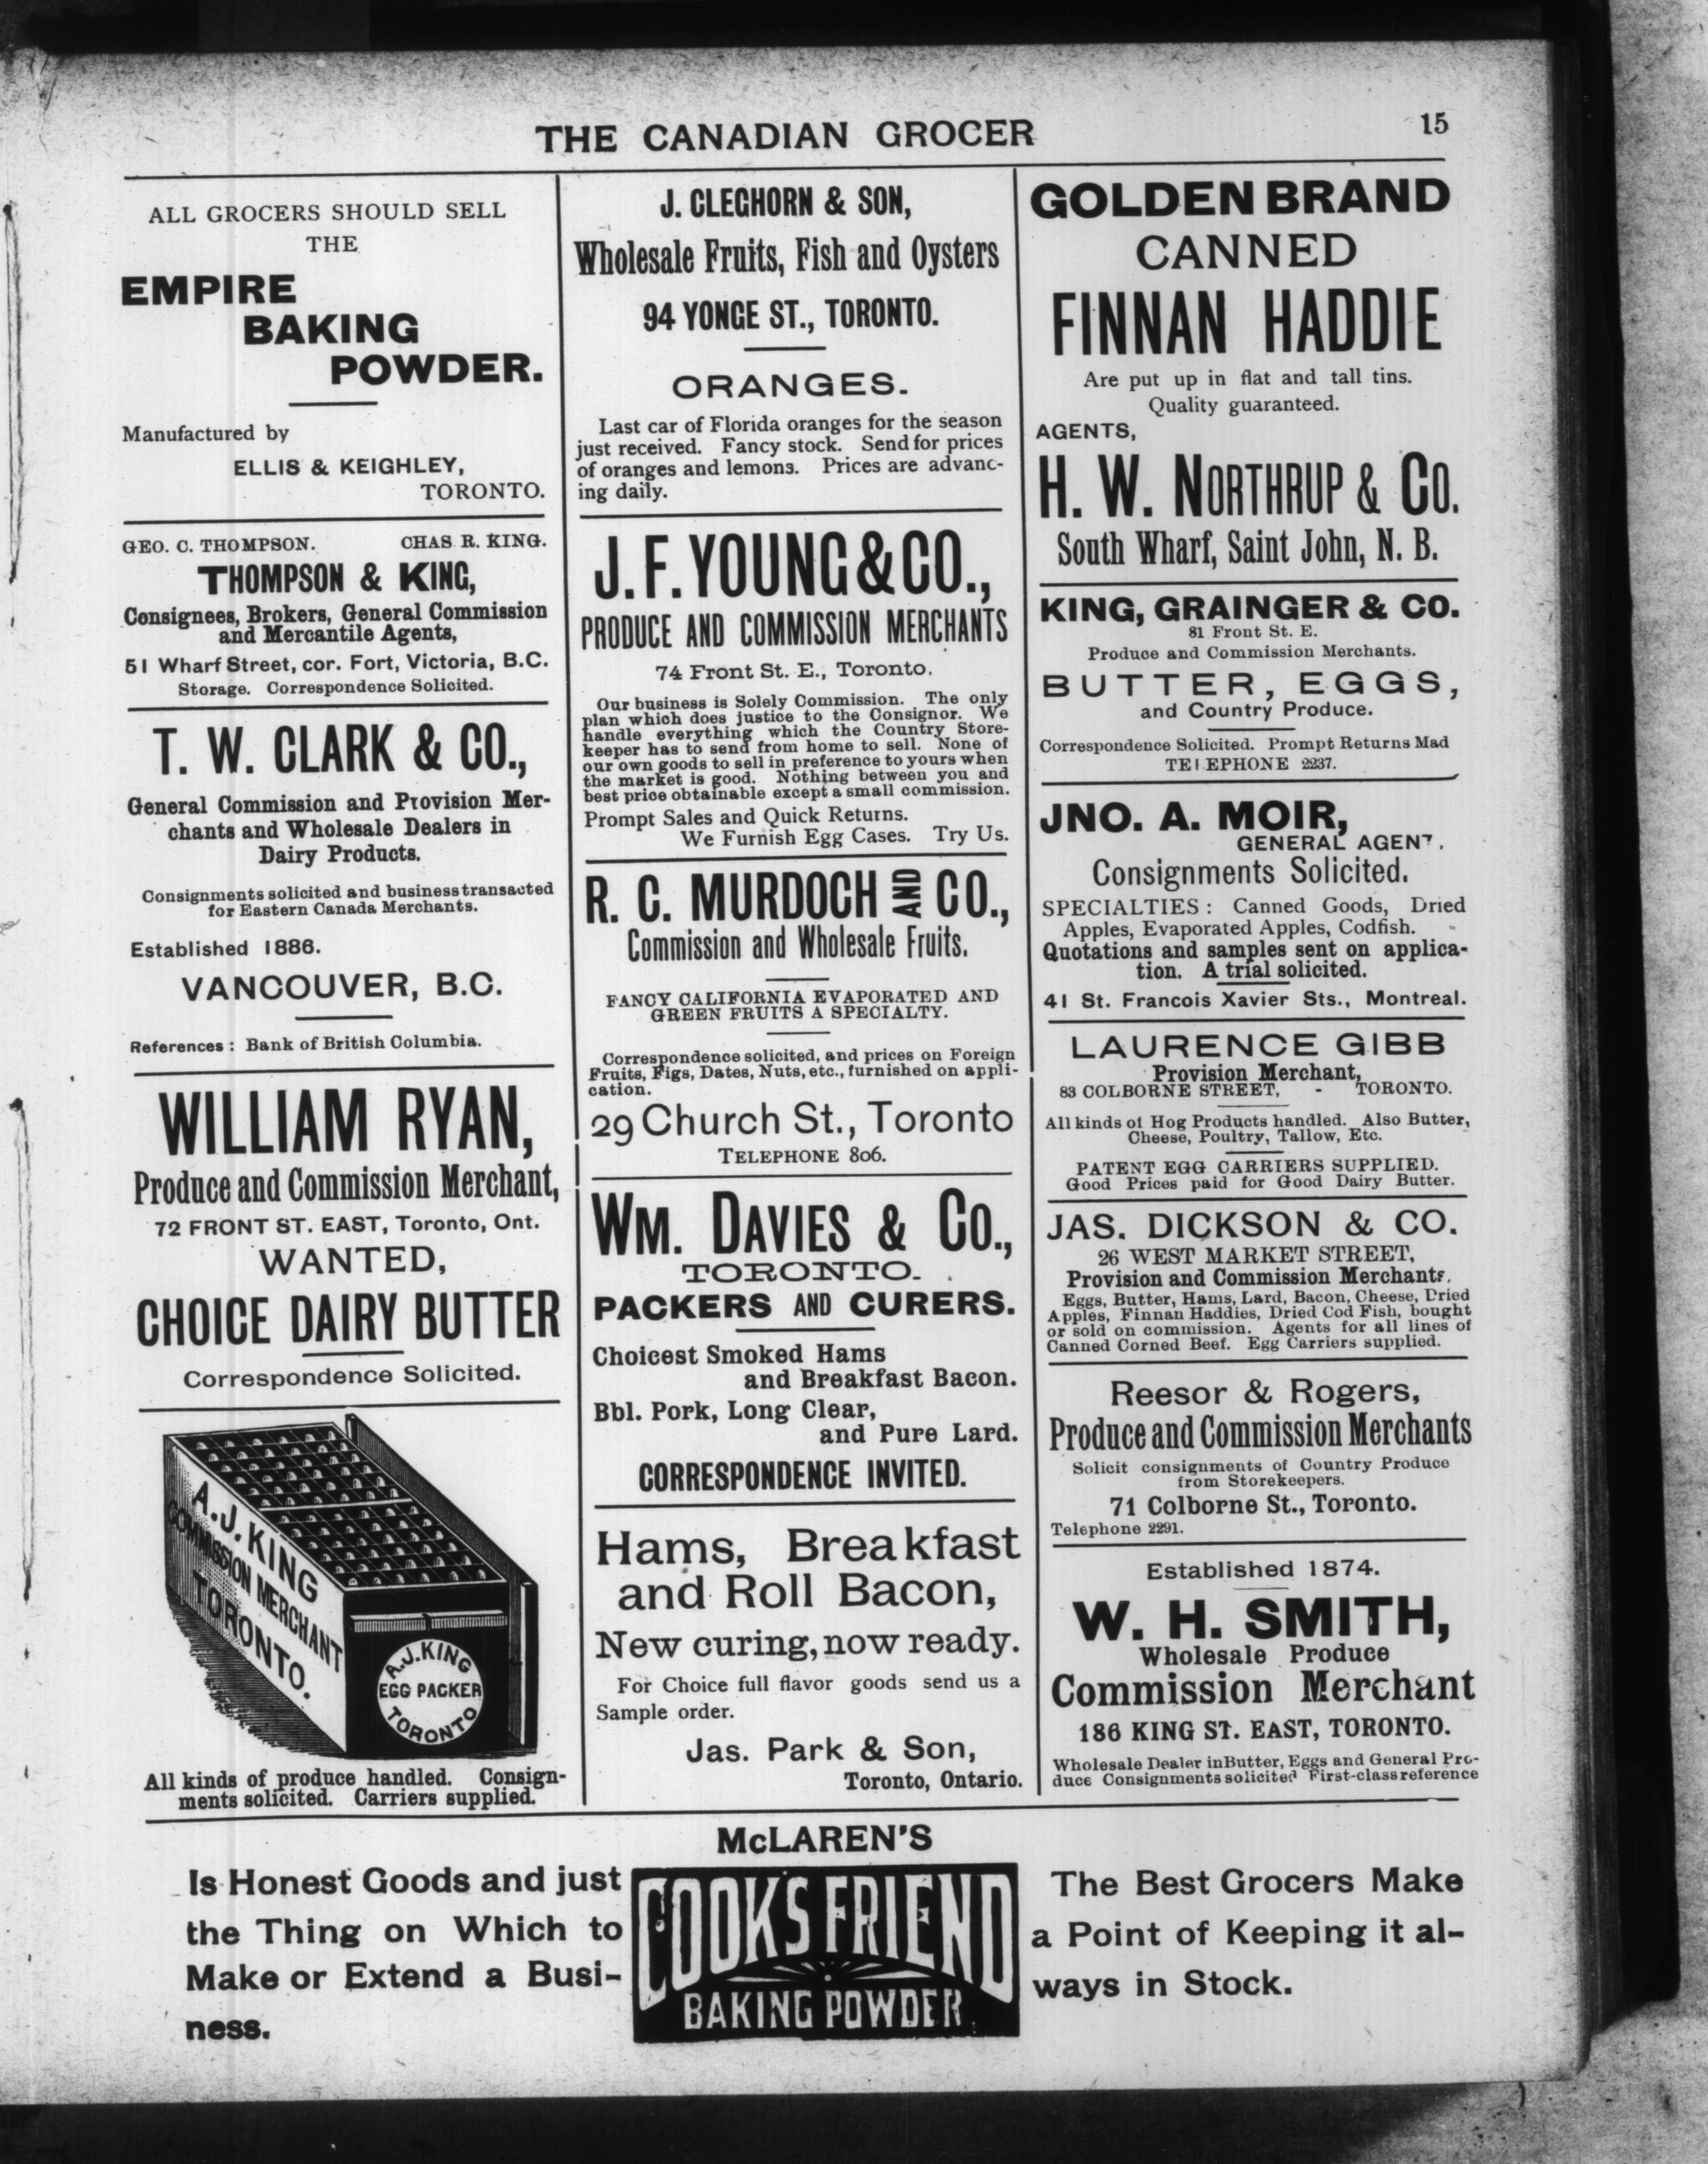 THE CANADIAN GROCER
15
ALL GROCERS SHOULD SELL
THE
EMPIRE
BAKING
POWDER.
Manufactured by
ELLIS & KEIGHLEY,
TORONTO.
GEO. C. THOMPSON. CHAS R. KING.
THOMPSON & KING,
Consignees, Brokers, General Commission
and Mercantile Agents,
51 Wharf Street, cor. Fort, Victoria, B.C.
Storage. Correspondence Solicited.
T. W. CLARK & CO.,
General Commission and Provision Mer-
chants and Wholesale Dealers in
Dairy Products.
Consignments solicited and business transacted
for Eastern Canada Merchants.
Established 1886.
VANCOUVER, B.C.
References: Bank of British Columbia.
WILLIAM RYAN,
Produce and Commission Merchant,
72 FRONT ST. EAST, Toronto, Ont.
WANTED,
CHOICE DAIRY BUTTER
Correspondence Solicited.
A. J. KING
COMMISSION MERCHANT
TORONTO.
A.J. KING
EGG PACKER
TORONTO
All kinds of produce handled. Consign-
ments solicited. Carriers supplied.
J. CLEGHORN & SON,
Wholesale Fruits, Fish and Oysters
94 YONGE ST., TORONTO.
ORANGES.
Last car of Florida oranges for the season
just received. Fancy stock. Send for prices
of oranges and lemons. Prices are advanc-
ing daily.
J. F. YOUNG & CO.,
PRODUCE AND COMMISSION MERCHANTS
74 Front St. E., Toronto.
Our business is Solely Commission. The only
plan which does justice to the Consignor. We
handle everything which the Country Store-
keeper has to send from home to sell. None of
our own goods to sell in preference to yours when
the market is good. Nothing between you and
best price obtainable except a small commission.
Prompt Sales and Quick Returns.
We Furnish Egg Cases. Try Us.
R. C. MURDOCH AND CO.,
Commission and Wholesale Fruits.
FANCY CALIFORNIA EVAPORATED AND
GREEN FRUITS A SPECIALTY.
Correspondence solicited, and prices on Foreign
Fruits, Figs, Dates, Nuts, etc., furnished on appli-
cation.
29 Church St., Toronto
TELEPHONE 806.
WM. DAVIES & CO.,
TORONTO.
PACKERS AND CURERS.
Choicest Smoked Hams
and Breakfast Bacon.
Bbl. Pork, Long Clear,
and Pure Lard.
CORRESPONDENCE INVITED.
Hams, Breakfast
and Roll Bacon,
New curing, now ready.
For Choice full flavor goods send us a
Sample order.
Jas. Park & Son,
Toronto, Ontario.
GOLDEN BRAND
CANNED
FINNAN HADDIE
Are put up in flat and tall tins.
Quality guaranteed.
AGENTS,
H. W. NORTHRUP & CO.
South Wharf, Saint John, N. B.
KING, GRAINGER & CO.
81 Front St. E.
Produce and Commission Merchants.
BUTTER, EGGS,
and Country Produce.
Correspondence Solicited. Prompt Returns Mad
TELEPHONE 2237.
JNO. A. MOIR,
GENERAL AGENT.
Consignments Solicited.
SPECIALTIES: Canned Goods, Dried
Apples, Evaporated Apples, Codfish.
Quotations and samples sent on applica-
tion. A trial solicited.
41 St. Francois Xavier Sts., Montreal.
LAURENCE GIBB
Provision Merchant,
83 COLBORNE STREET, - TORONTO.
All kinds of Hog Products handled. Also Butter,
Cheese, Poultry, Tallow, Etc.
PATENT EGG CARRIERS SUPPLIED.
Good Prices paid for Good Dairy Butter.
JAS. DICKSON & CO.
26 WEST MARKET STREET,
Provision and Commission Merchants.
Eggs, Butter, Hams, Lard, Bacon, Cheese, Dried
Apples, Finnan Haddies, Dried Cod Fish, bought
or sold on commission. Agents for all lines of
Canned Corned Beef. Egg Carriers supplied.
Reesor & Rogers,
Produce and Commission Merchants
Solicit consignments of Country Produce
from Storekeepers.
71 Colborne St., Toronto.
Telephone 2291.
Established 1874.
W. H. SMITH,
Wholesale Produce
Commission Merchant
186 KING ST. EAST, TORONTO.
Wholesale Dealer in Butter, Eggs and General Pro-
duce Consignments solicited First-class reference
McLAREN'S
Is Honest Goods and just
the Thing on Which to
Make or Extend a Busi-
ness.
COOK'S FRIEND
BAKING POWDER
The Best Grocers Make
a Point of Keeping it al-
ways in Stock.